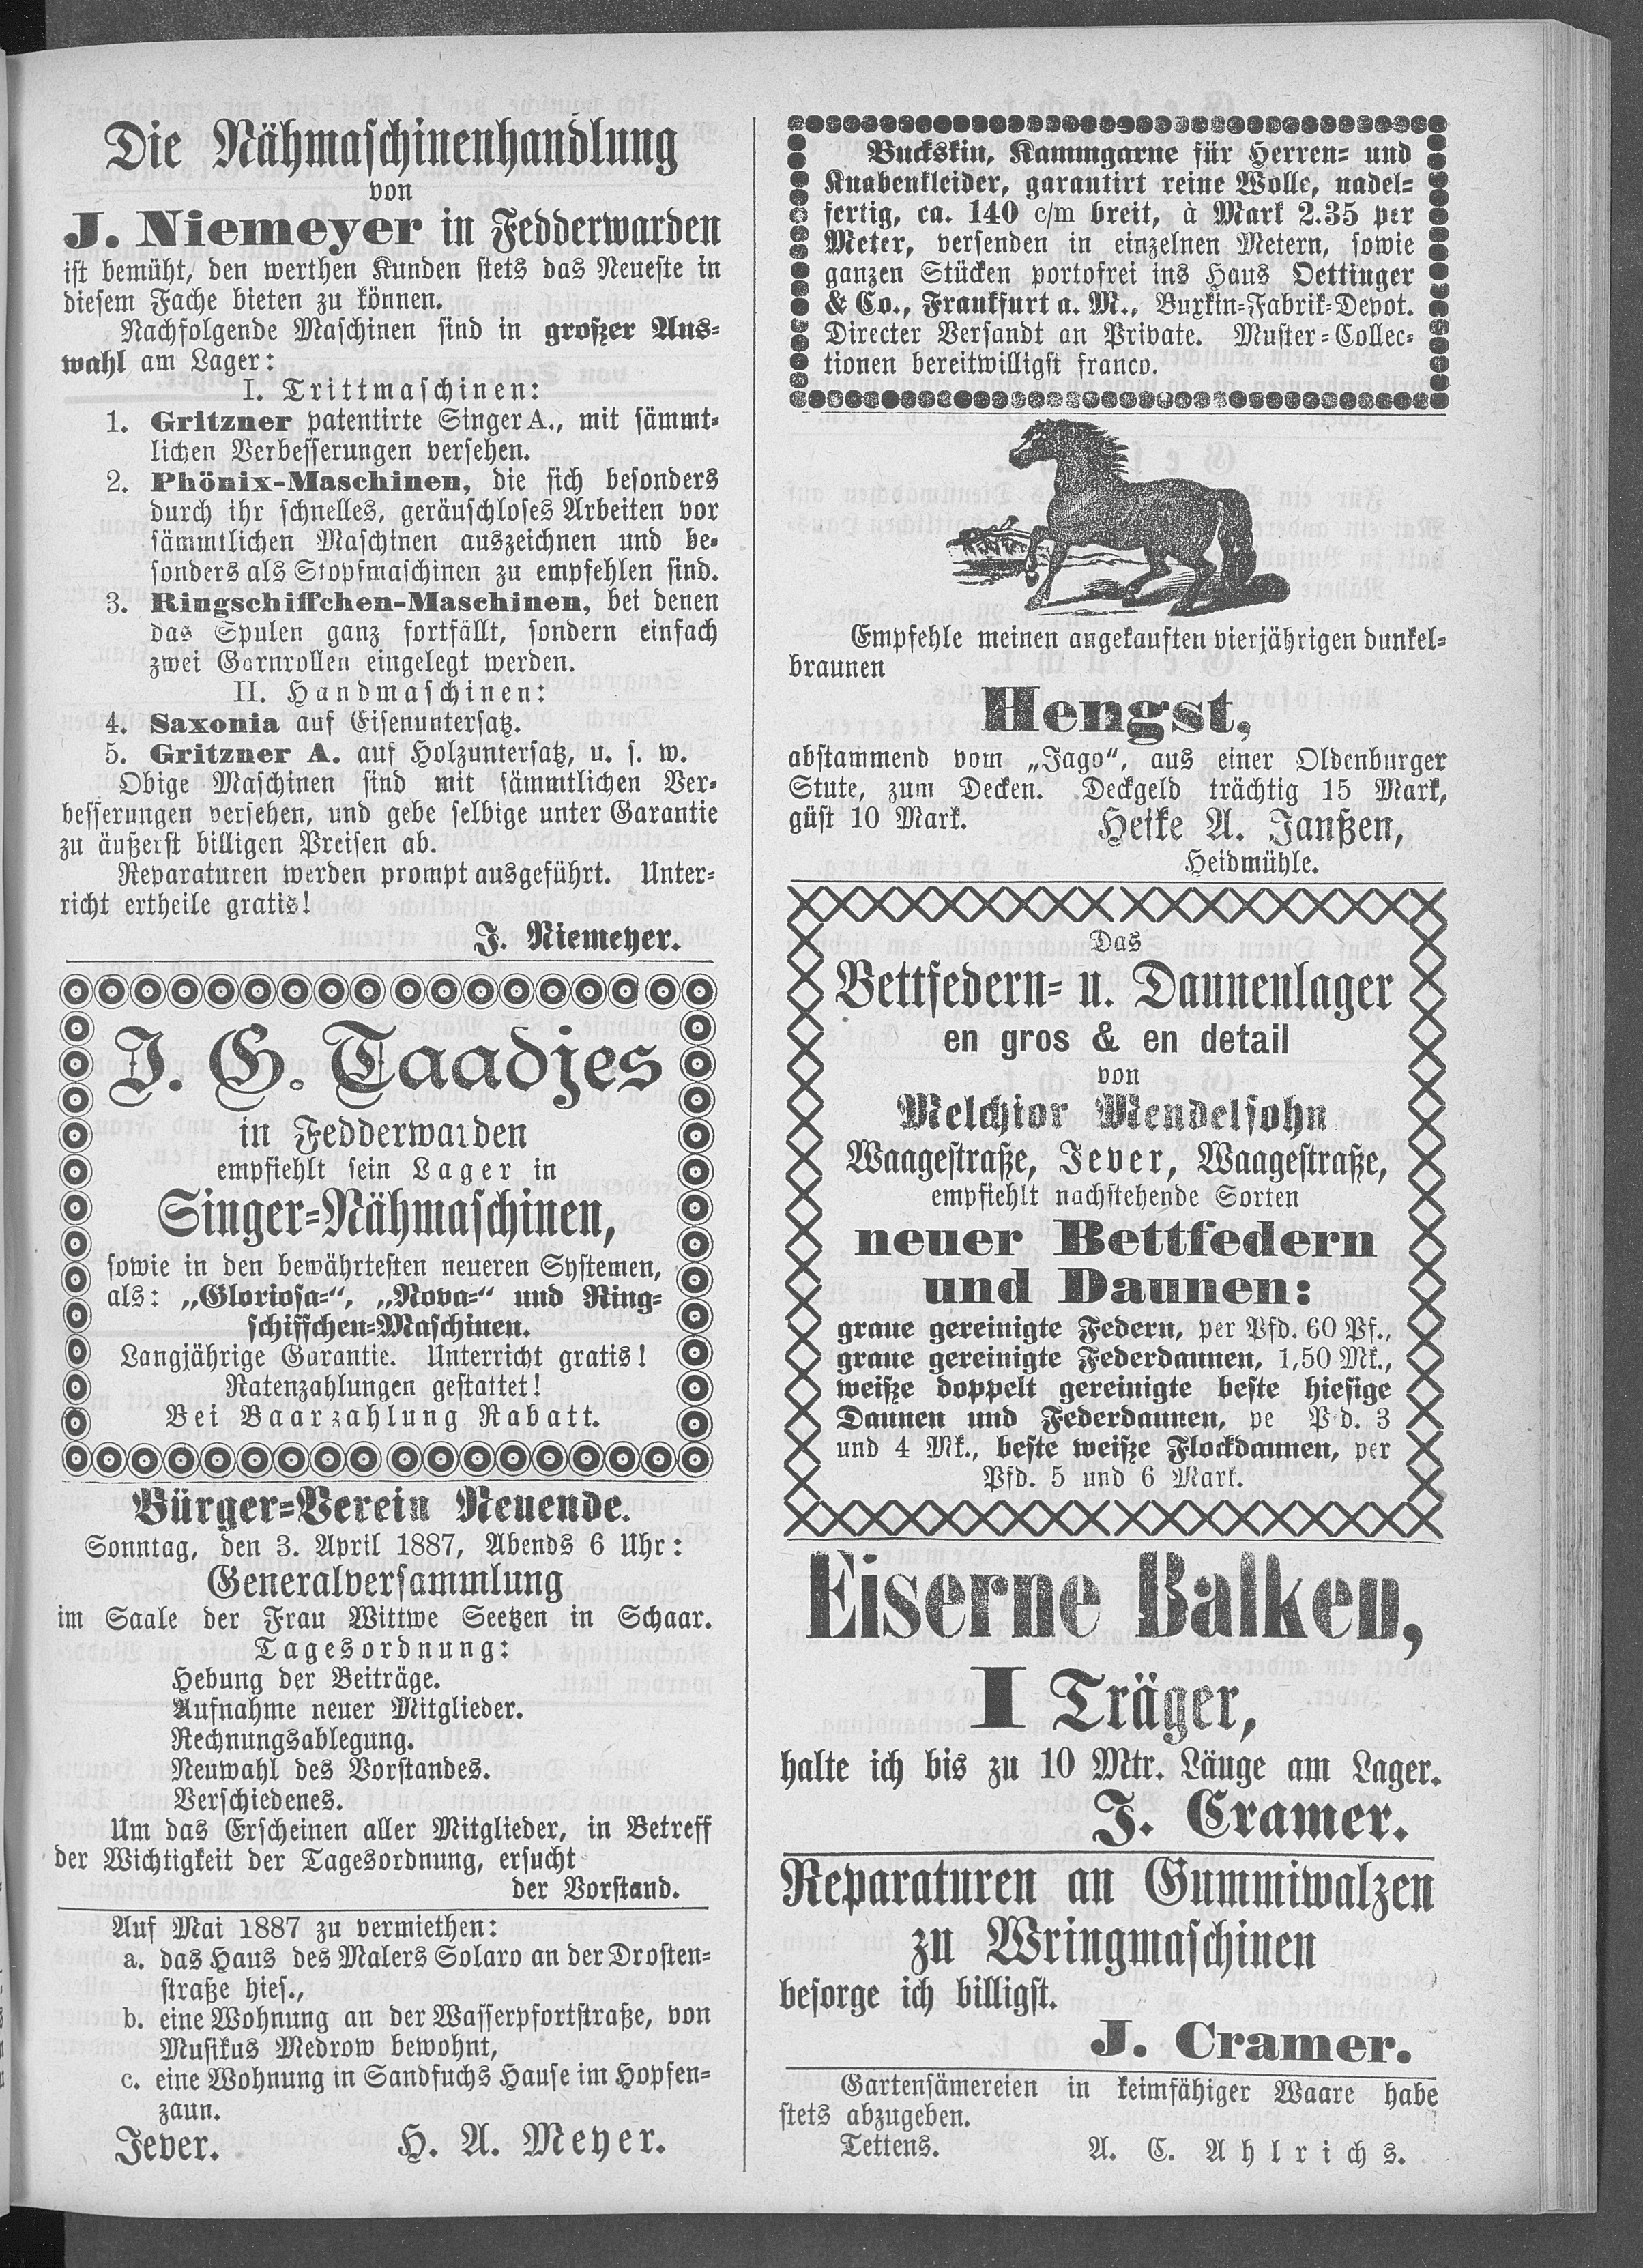 Die Nähmaschinenhandlung
von
J. Niemeyer in Fedderwarden
ist bemüht, den werthen Kunden stets das Neueste in
diesem Fache bieten zu können.
Nachfolgende Maschinen sind in großer Aus-
wahl am Lager:
I. Trittmaschinen:
1. Gritzner patentirte Singer A., mit sämmt-
lichen Verbesserungen versehen.
2. Phönix-Maschinen, die sich besonders
durch ihr schnelles, geräuschloses Arbeiten vor
sämmtlichen Maschinen auszeichnen und be-
sonders als Stopfmaschinen zu empfehlen sind.
3. Ringschiffchen-Maschinen, bei denen
das Spulen ganz fortfällt, sondern einfach
zwei Garnrollen eingelegt werden.
II. Handmaschinen:
4. Saxonia auf Eisenuntersatz.
5. Gritzner A. auf Holzuntersatz, u. s. w.
Obige Maschinen sind mit sämmtlichen Ver-
besserungen versehen, und gebe selbige unter Garantie
zu äußerst billigen Preisen ab.
Reparaturen werden prompt ausgeführt. Unter-
richt ertheile gratis!
J. Niemeyer.
J. G. Taadjes
in Fedderwarden
empfiehlt sein Lager in
Singer-Nähmaschinen,
sowie in den bewährtesten neueren Systemen,
als: „Gloriosa-“, „Nova-“ und Ring-
schiffchen-Maschinen.
Langjährige Garantie. Unterricht gratis!
Ratenzahlungen gestattet!
Bei Baarzahlung Rabatt.
Bürger-Verein Neuende.
Sonntag, den 3. April 1887, Abends 6 Uhr:
Generalversammlung
im Saale der Frau Wittwe Seetzen in Schaar.
Tagesordnung:
Hebung der Beiträge.
Aufnahme neuer Mitglieder.
Rechnungsablegung.
Neuwahl des Vorstandes.
Verschiedenes.
Um das Erscheinen aller Mitglieder, in Betreff
der Wichtigkeit der Tagesordnung, ersucht
der Vorstand.
Auf Mai 1887 zu vermiethen:
a. das Haus des Malers Solaro an der Drosten-
straße hies.,
b. eine Wohnung an der Wasserpfortstraße, von
Musikus Medrow bewohnt,
c. eine Wohnung in Sandfuchs Hause im Hopfen-
zaun.
Jever. H. A. Meyer.
Buckskin, Kammgarne für Herren- und
Knabenkleider, garantirt reine Wolle, nadel-
fertig, ca. 140 c/m breit, à Mark 2.35 per
Meter, versenden in einzelnen Metern, sowie
ganzen Stücken portofrei ins Haus Oettinger
& Co., Frankfurt a. M., Buxkin-Fabrik-Depot.
Directer Versandt an Private. Muster-Collec-
tionen bereitwilligst franco.
Empfehle meinen angekauften vierjährigen dunkel-
braunen
Hengst,
abstammend vom „Jago“, aus einer Oldenburger
Stute, zum Decken. Deckgeld trächtig 15 Mark,
güst 10 Mark. Heike A. Janßen,
Heidmühle.
Das
Bettfedern- u. Daunenlager
en gros & en detail
von
Melchior Mendelsohn
Waagestraße, Jever, Waagestraße,
empfiehlt nachstehende Sorten
neuer Bettfedern
und Daunen:
graue gereinigte Federn, per Pfd. 60 Pf.,
graue gereinigte Federdaunen, 1,50 Mk.,
weiße doppelt gereinigte beste hiesige
Daunen und Federdaunen, pe P d. 3
und 4 Mk., beste weiße Flockdaunen, per
Pfd. 5 und 6 Mark.
Eiserne Balken,
I Träger,
halte ich bis zu 10 Mtr. Länge am Lager.
J. Cramer.
Reparaturen an Gummiwalzen
zu Wringmaschinen
besorge ich billigst.
J. Cramer.
Gartensämereien in keimfähiger Waare habe
stets abzugeben.
Tettens. A. C. Ahlrichs.